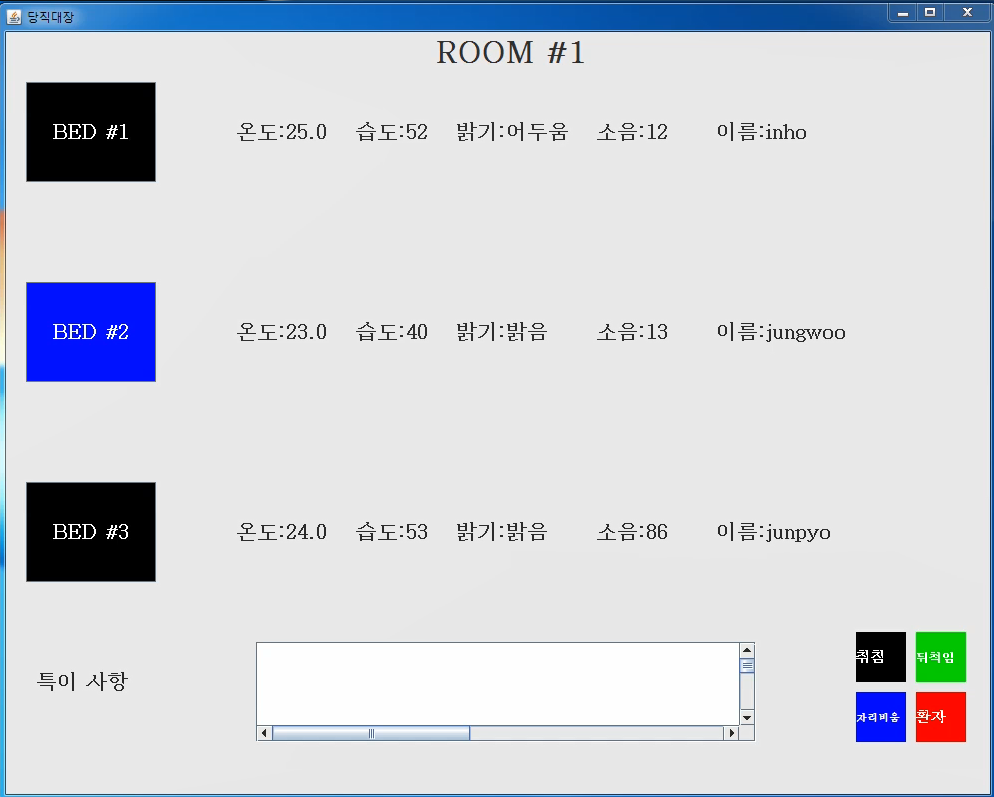 당직대장
ROOM #1
BED #1 온도:25.0 습도:52 밝기:어두움 소음:12 이름:inho
BED #2 온도:23.0 습도:40 밝기:밝음 소음:13 이름:jungwoo
BED #3 온도:24.0 습도:53 밝기:밝음 소음:86 이름:junpyo
특이 사항
취침 뒤척임
자리비움 환자